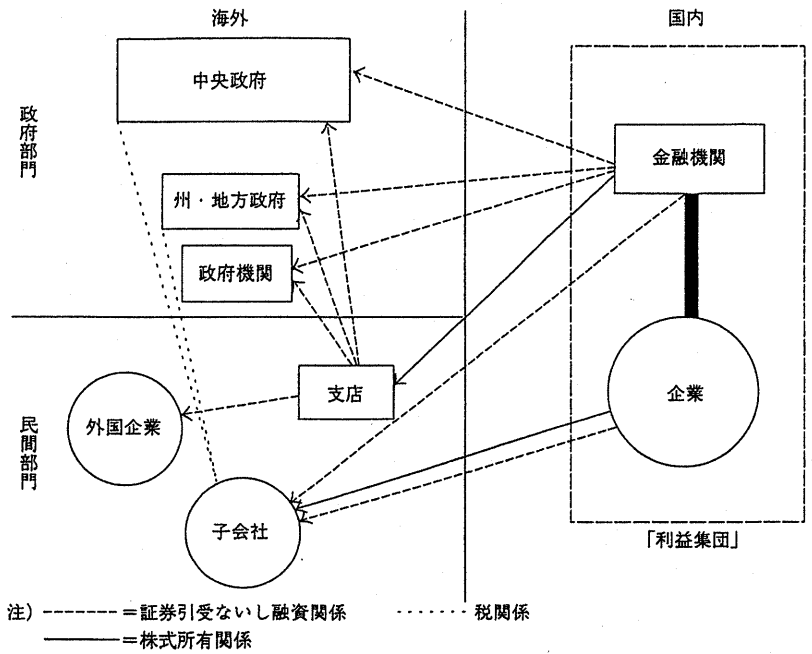 海外
国内
政府部門
中央政府
州・地方政府
政府機関
金融機関
民間部門
外国企業
支店
子会社
企業
「利益集団」
注) ------------ =証券引受ないし融資関係 ········· 税関係
———— =株式所有関係